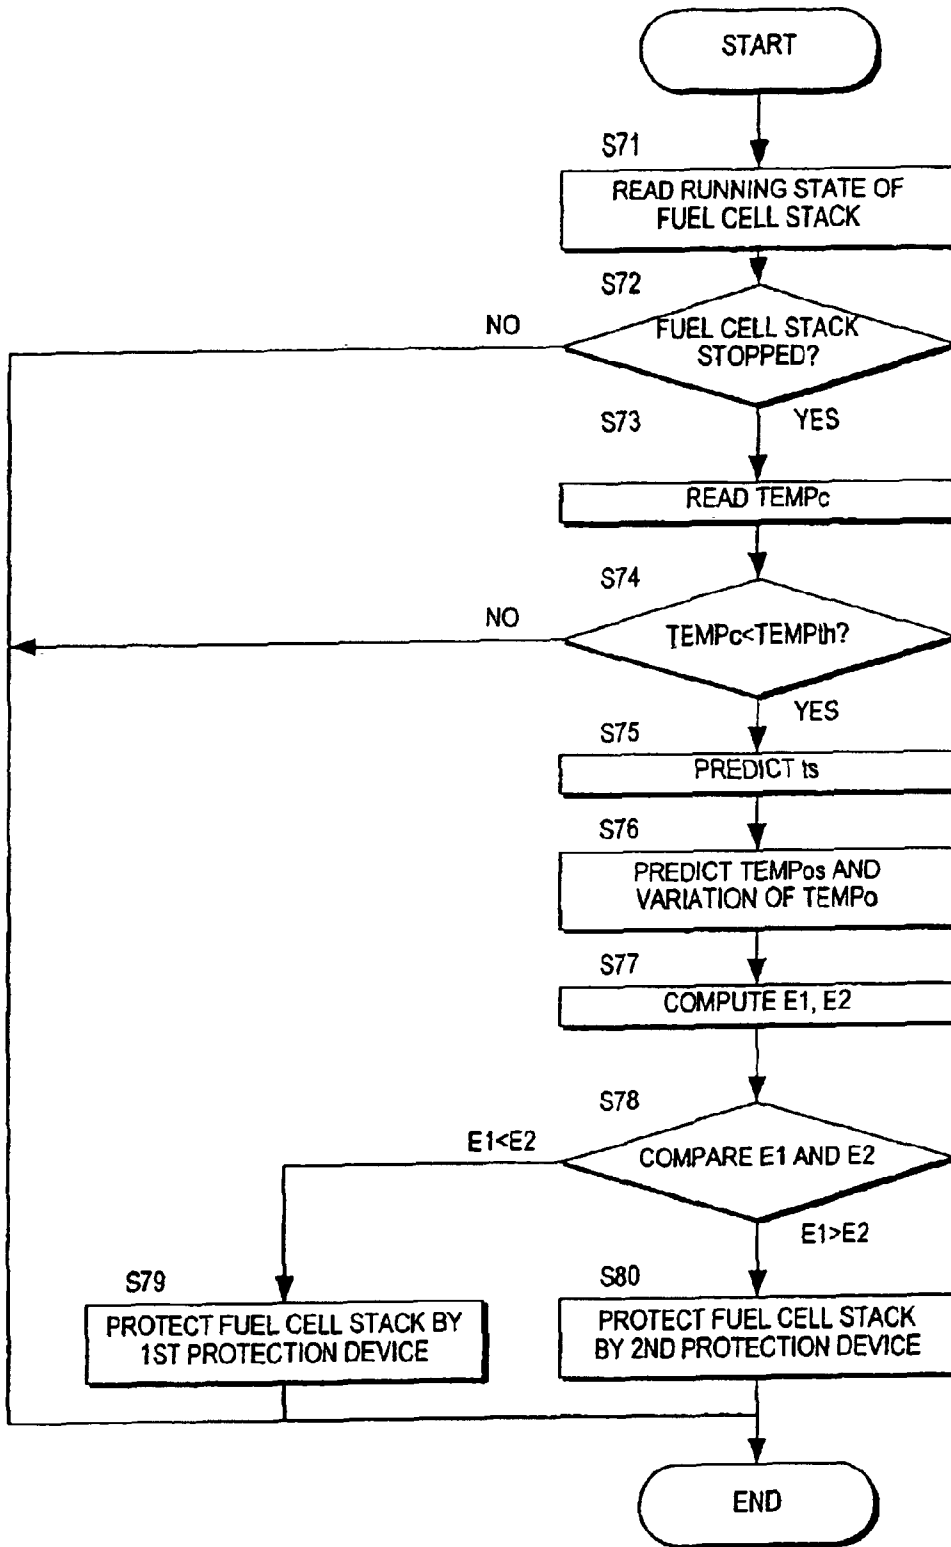 START
S71
READ RUNNING STATE OF
FUEL CELL STACK
S72
NO
FUEL CELL STACK
STOPPED?
YES
S73
READ TEMPc
S74
NO
TEMPc<TEMPth?
YES
S75
PREDICT ts
S76
PREDICT TEMPos AND
VARIATION OF TEMPo
S77
COMPUTE E1, E2
S78
E1<E2
COMPARE E1 AND E2
E1>E2
S79
PROTECT FUEL CELL STACK BY
1ST PROTECTION DEVICE
S80
PROTECT FUEL CELL STACK
BY 2ND PROTECTION DEVICE
END